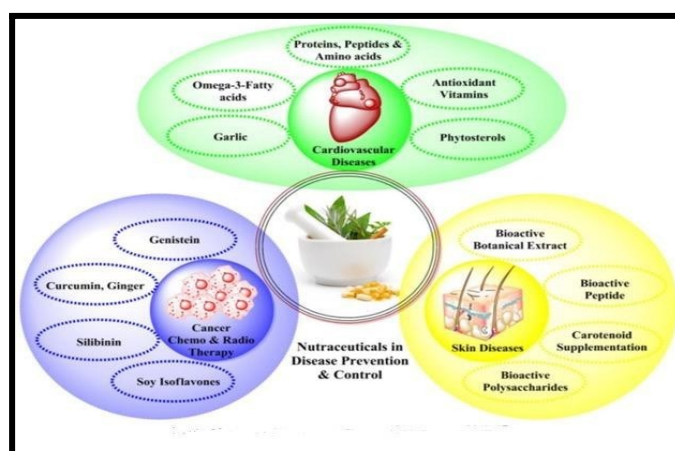 Proteins, Peptides &
Amino acids
Omega-3-Fatty
acids
Antioxidant
Vitamins
Garlic
Phytosterols
Cardiovascular
Diseases
Genistein
Curcumin, Ginger
Silibinin
Soy Isoflavones
Cancer
Chemo & Radio
Therapy
Nutraceuticals in
Disease Prevention
& Control
Bioactive
Botanical Extract
Bioactive
Peptide
Carotenoid
Supplementation
Bioactive
Polysaccharides
Skin Diseases